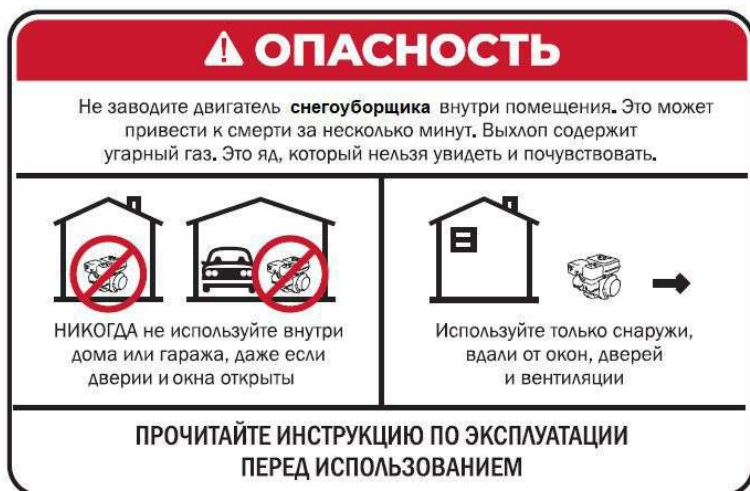 ОПАСНОСТЬ
Не заводите двигатель снегоуборщика внутри помещения. Это может
привести к смерти за несколько минут. Выхлоп содержит
угарный газ. Это яд, который нельзя увидеть и почувствовать.
НИКОГДА не используйте внутри
дома или гаража, даже если
дверии и окна открыты
Используйте только снаружи,
вдали от окон, дверей
и вентиляции
ПРОЧИТАЙТЕ ИНСТРУКЦИЮ ПО ЭКСПЛУАТАЦИИ
ПЕРЕД ИСПОЛЬЗОВАНИЕМ